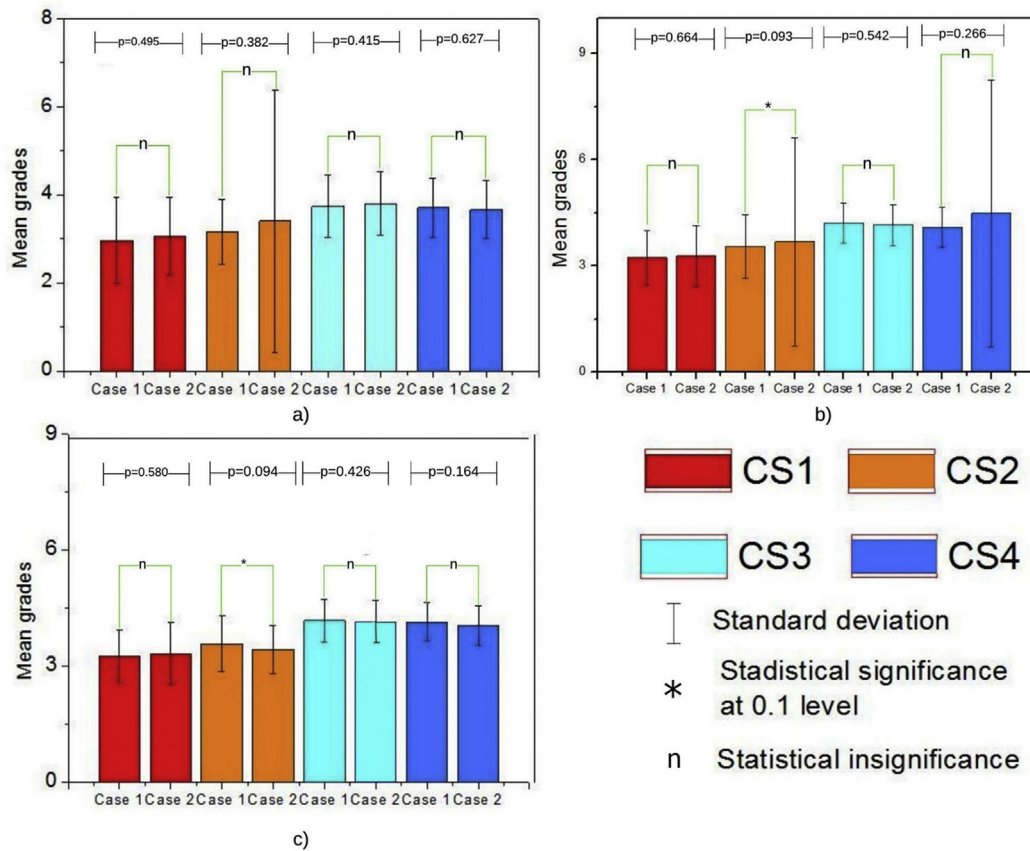 8
6
4
2
0
Mean grades
p=0.495
p=0.382
p=0.415
p=0.627
n
n
n
n
Case 1 Case 2 Case 1 Case 2 Case 1 Case 2 Case 1 Case 2
a)
9
6
3
0
Mean grades
p=0.664
p=0.093
p=0.542
p=0.266
n
*
n
n
Case 1 Case 2 Case 1 Case 2 Case 1 Case 2 Case 1 Case 2
b)
9
6
3
0
Mean grades
p=0.580
p=0.094
p=0.426
p=0.164
n
*
n
n
Case 1 Case 2 Case 1 Case 2 Case 1 Case 2 Case 1 Case 2
c)
CS1
CS2
CS3
CS4
Standard deviation
* Stadistical significance
at 0.1 level
n Statistical insignificance